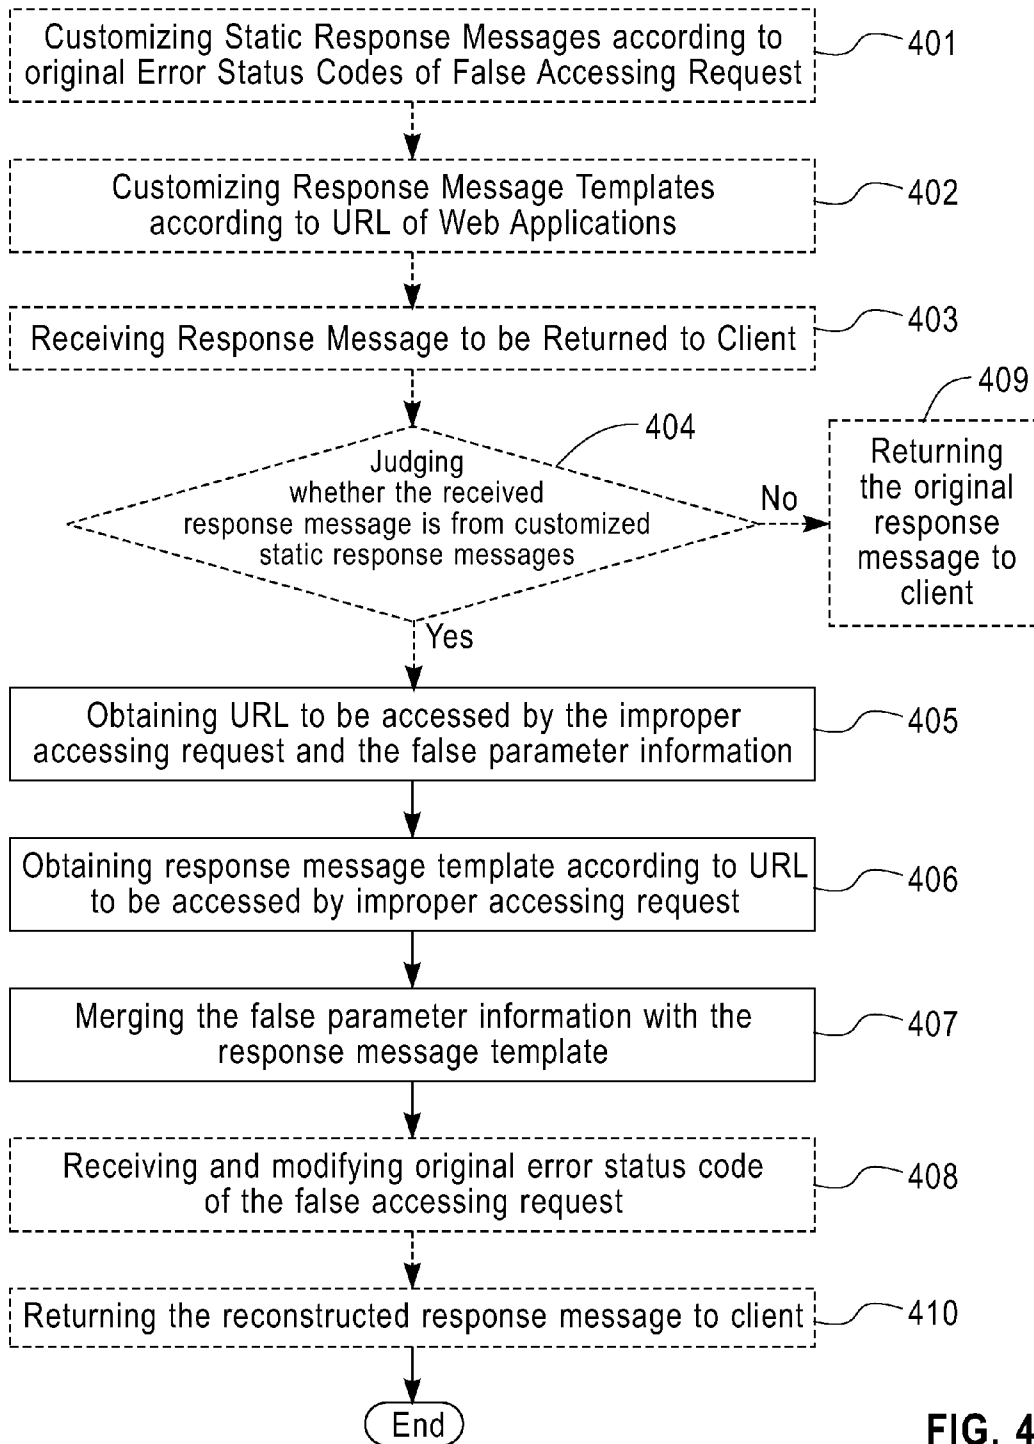 Customizing Static Response Messages according to
original Error Status Codes of False Accessing Request
401
Customizing Response Message Templates
according to URL of Web Applications
402
Receiving Response Message to be Returned to Client
403
404
Judging
whether the received
response message is from customized
static response messages
No
409
Returning
the original
response
message to
client
Yes
Obtaining URL to be accessed by the improper
accessing request and the false parameter information
405
Obtaining response message template according to URL
to be accessed by improper accessing request
406
Merging the false parameter information with the
response message template
407
Receiving and modifying original error status code
of the false accessing request
408
Returning the reconstructed response message to client
410
End
FIG. 4